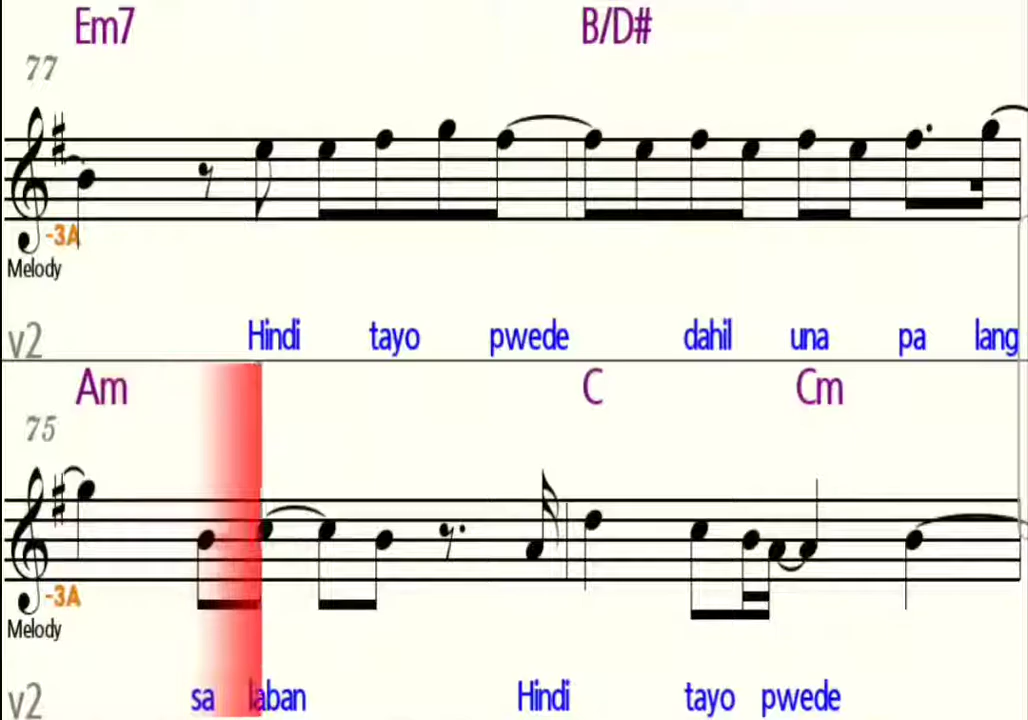 Em7 B/D#
77
-3A
Melody
v2 Hindi tayo pwede dahil una pa lang
Am C Cm
75
-3A
Melody
v2 sa laban Hindi tayo pwede